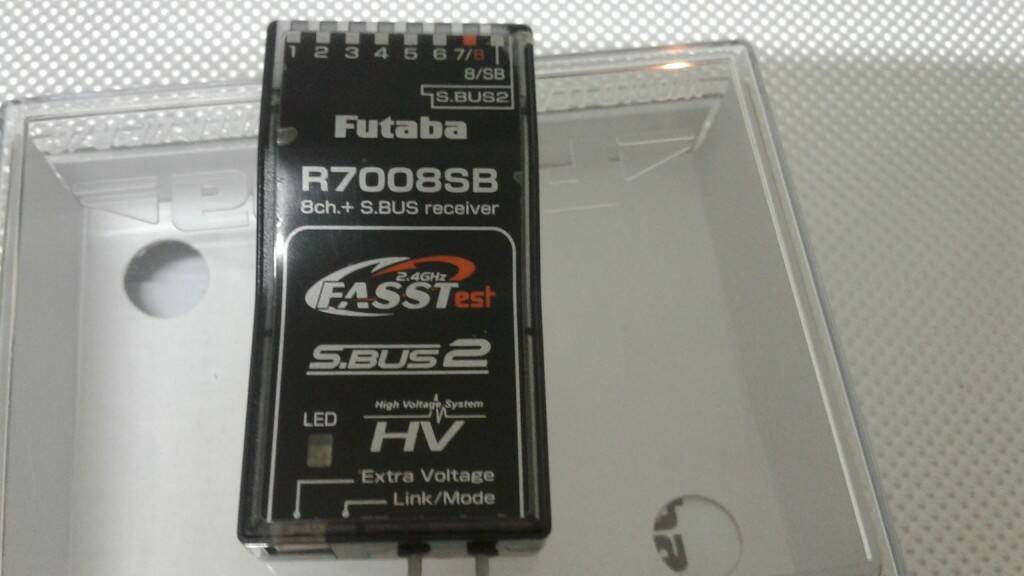 1 2 3 4 5 6 7/8
8/SB
S.BUS2
Futaba
R7008SB
8ch.+ S.BUS receiver
2.4GHz
FASSTest
S.BUS2
High Voltage System
HV
LED
Extra Voltage
Link/Mode